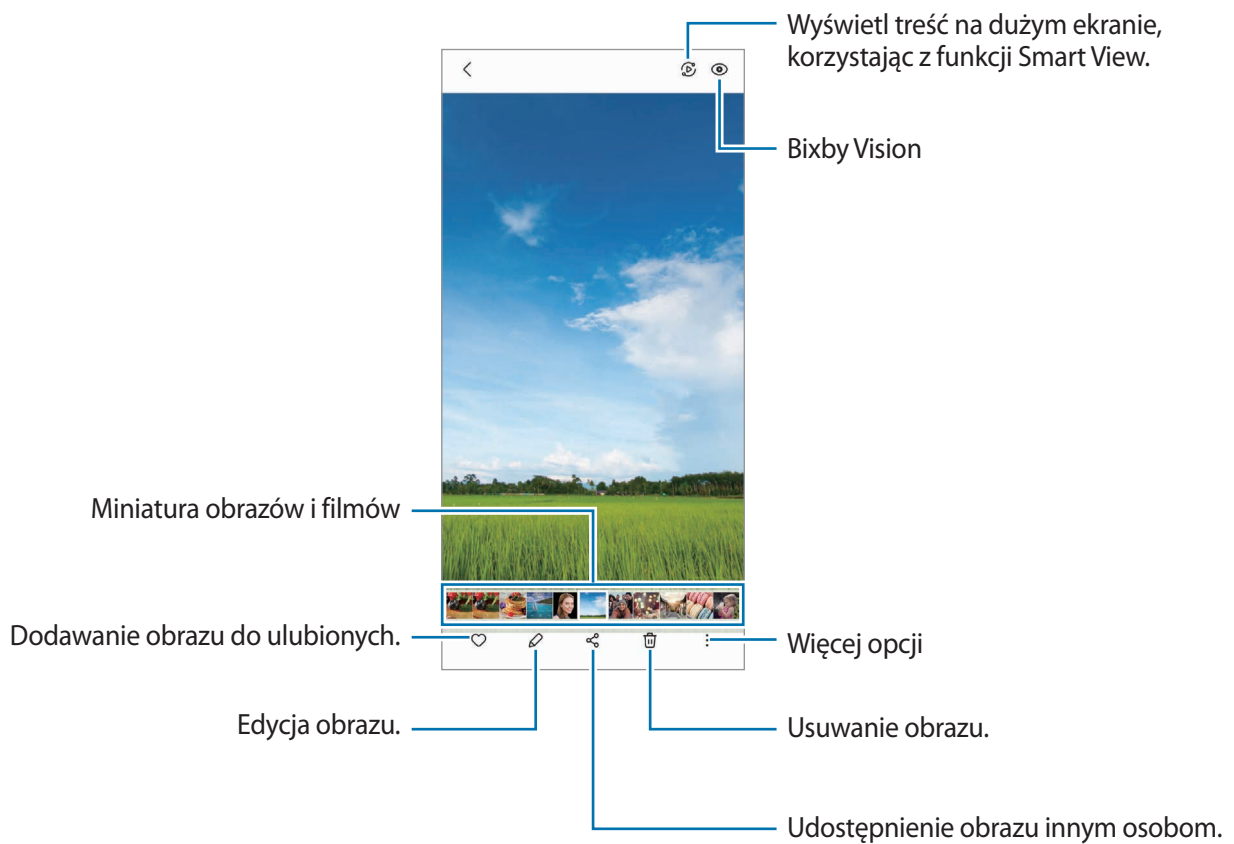 Wyświetl treść na dużym ekranie,
korzystając z funkcji Smart View.
Bixby Vision
Miniatura obrazów i filmów
Dodawanie obrazu do ulubionych.
Więcej opcji
Edycja obrazu.
Usuwanie obrazu.
Udostępnienie obrazu innym osobom.